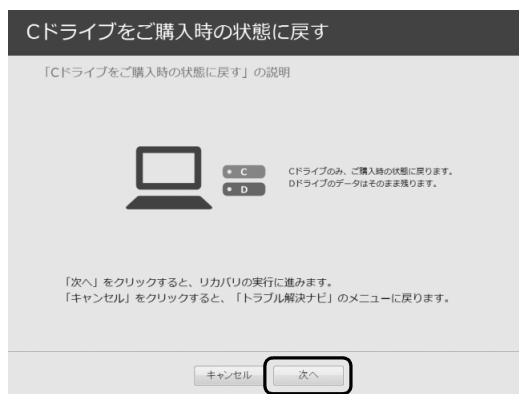 Cドライブをご購入時の状態に戻す
「Cドライブをご購入時の状態に戻す」の説明
C
D
Cドライブのみ、ご購入時の状態に戻ります。
Dドライブのデータはそのまま残ります。
「次へ」をクリックすると、リカバリの実行に進みます。
「キャンセル」をクリックすると、「トラブル解決ナビ」のメニューに戻ります。
キャンセル
次へ